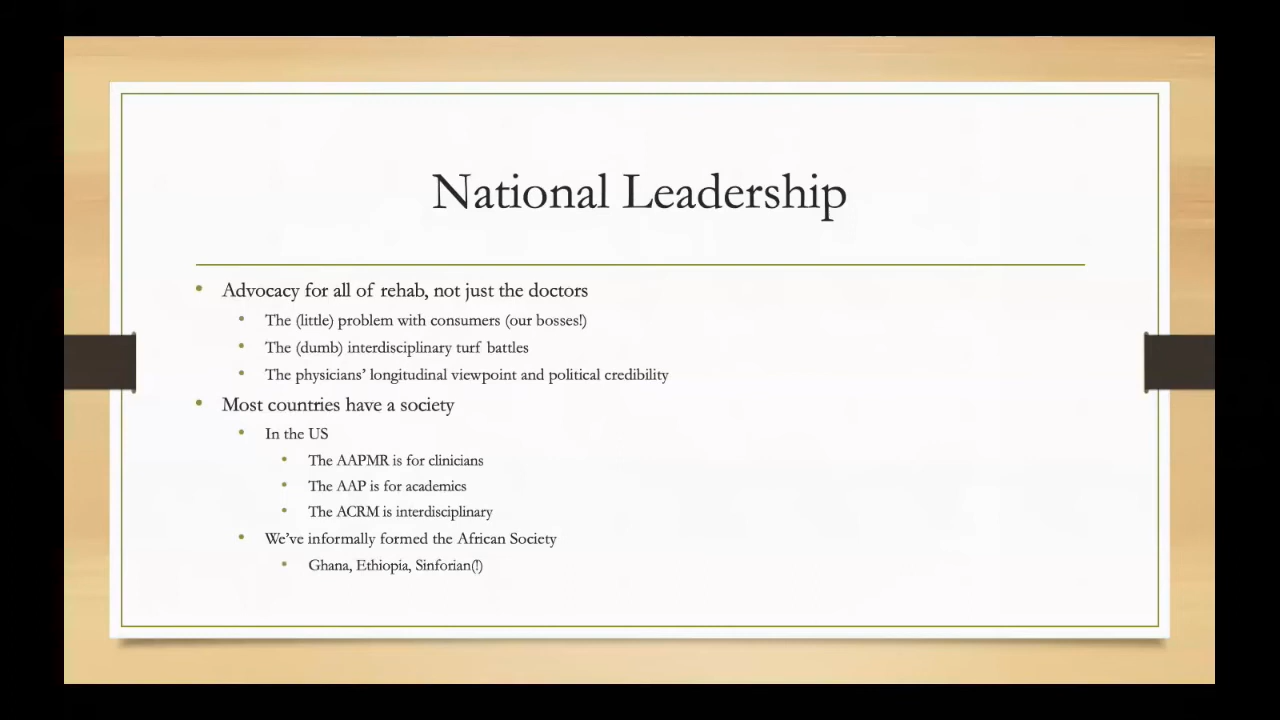 National Leadership
Advocacy for all of rehab, not just the doctors
The (little) problem with consumers (our bosses!)
The (dumb) interdisciplinary turf battles
The physicians’ longitudinal viewpoint and political credibility
Most countries have a society
In the US
The AAPMR is for clinicians
The AAP is for academics
The ACRM is interdisciplinary
We’ve informally formed the African Society
Ghana, Ethiopia, Sinforian(!)